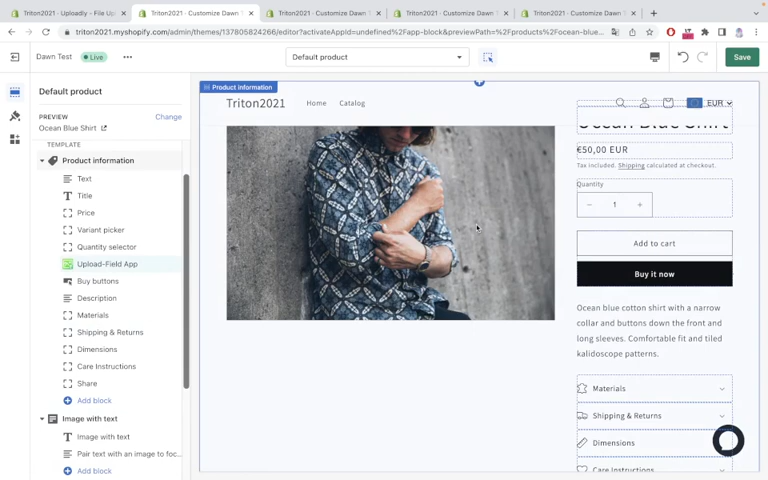 Triton2021 · Uploadly - File Up
Triton2021 · Customize Dawn T
Triton2021 · Customize Dawn T
Triton2021 · Customize Dawn T
Triton2021 · Customize Dawn T
triton2021.myshopify.com/admin/themes/137805824266/editor?activateAppId=undefined%2Fapp-block&previewPath=%2Fproducts%2Focean-blue...
Dawn Test
Live
Default product
Save
Default product
PREVIEW
Change
Ocean Blue Shirt
TEMPLATE
Product information
Text
Title
Price
Variant picker
Quantity selector
Upload-Field App
Buy buttons
Description
Materials
Shipping & Returns
Dimensions
Care Instructions
Share
Add block
Image with text
Image with text
Pair text with an image to foc...
Add block
Product information
Triton2021
Home
Catalog
EUR
Ocean Blue Shirt
€50,00 EUR
Tax included. Shipping calculated at checkout.
Quantity
− 1 +
Add to cart
Buy it now
Ocean blue cotton shirt with a narrow
collar and buttons down the front and
long sleeves. Comfortable fit and tiled
kalidoscope patterns.
Materials
Shipping & Returns
Dimensions
Care Instructions